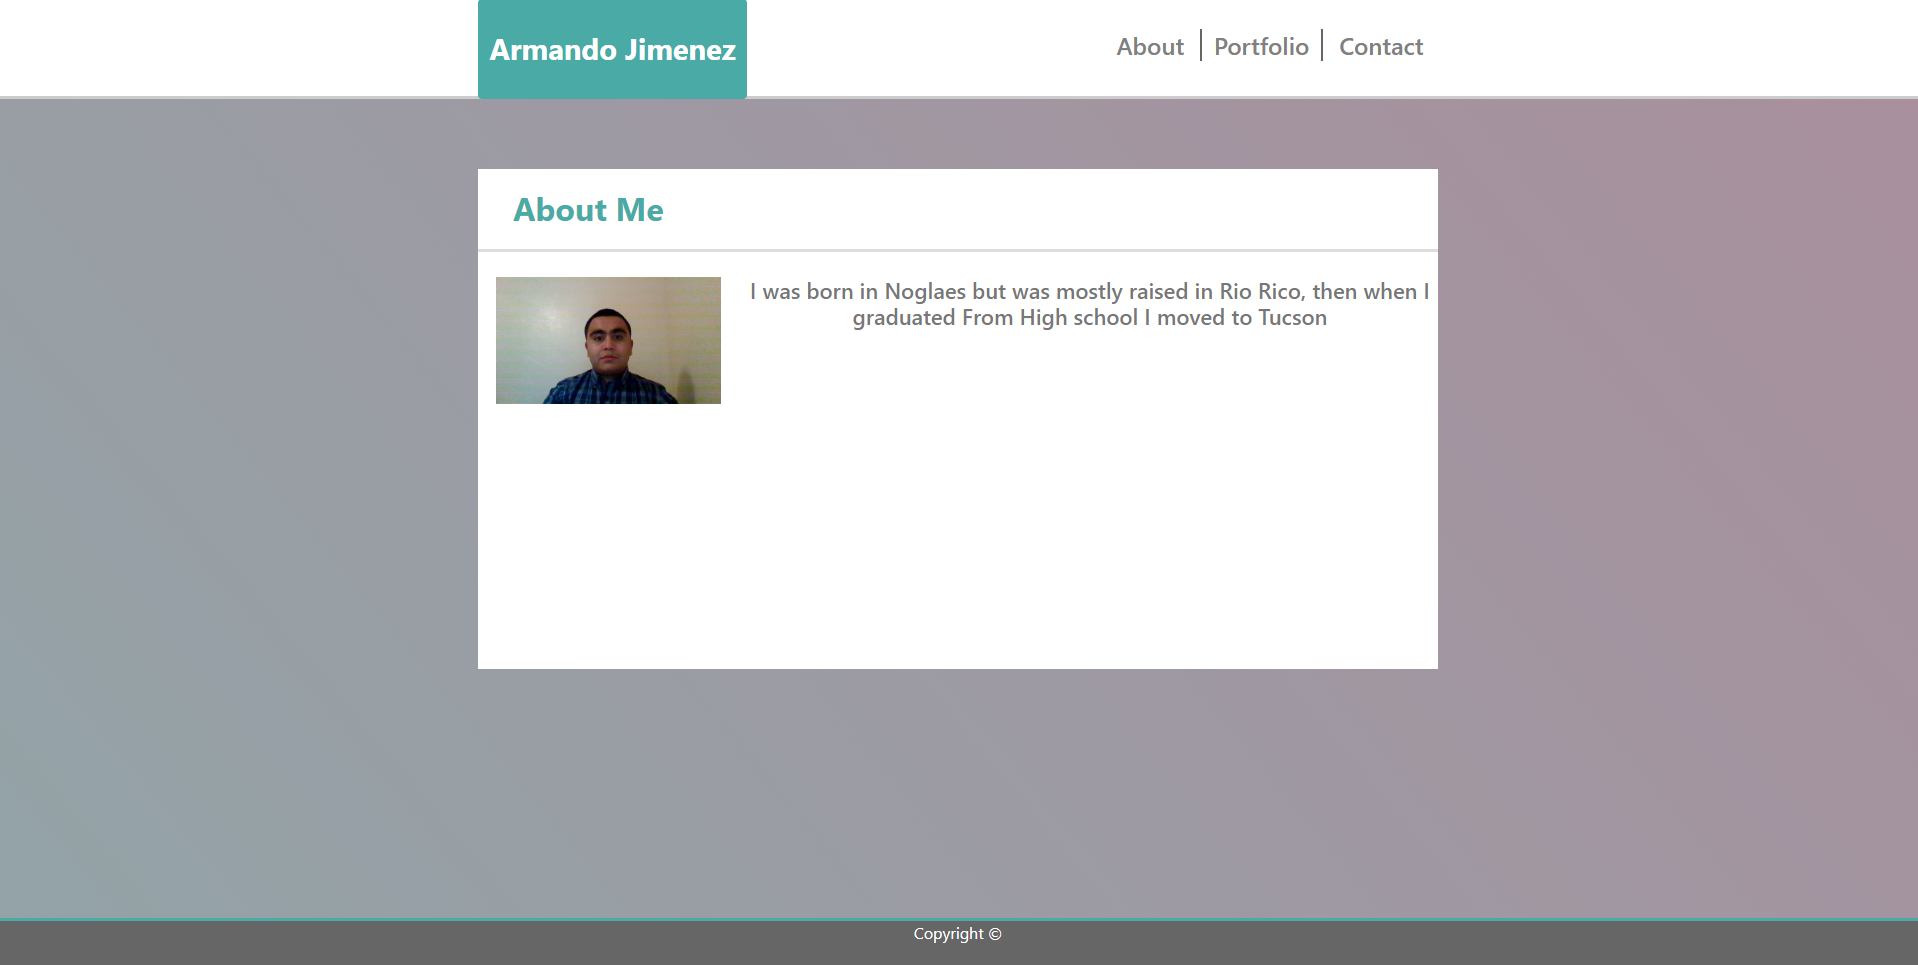 Armando Jimenez
About
Portfolio
Contact
About Me
I was born in Noglaes but was mostly raised in Rio Rico, then when I
graduated From High school I moved to Tucson
Copyright ©